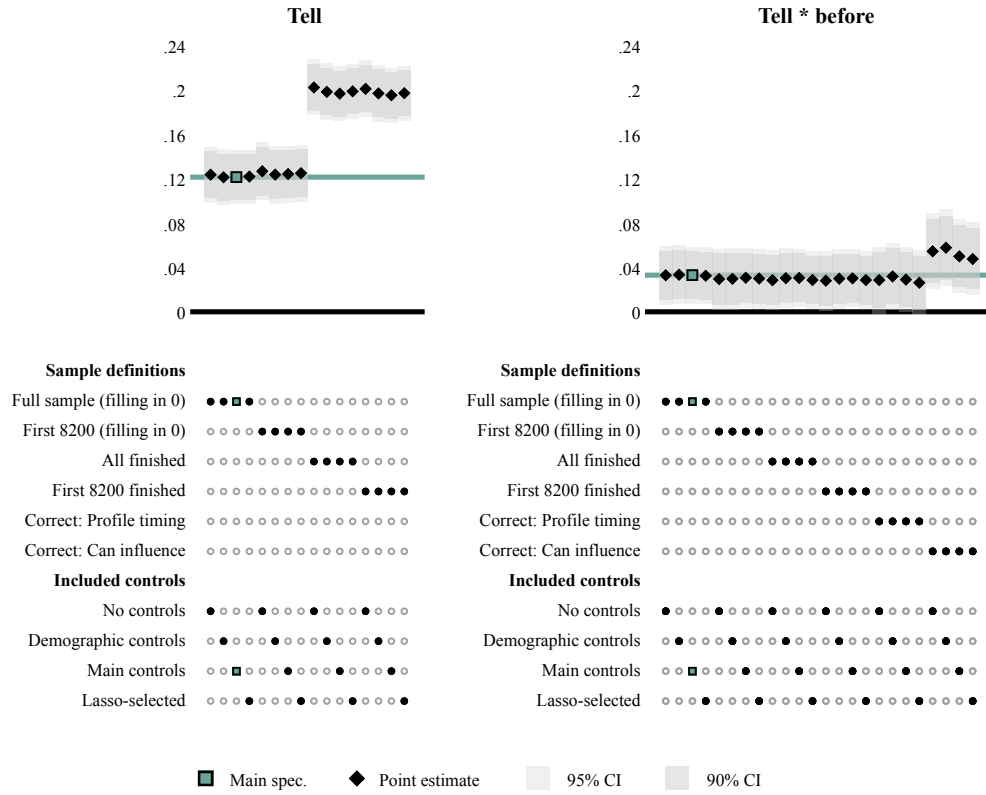 Tell
.24
.2
.16
.12
.08
.04
0
Sample definitions
Full sample (filling in 0)
First 8200 (filling in 0)
All finished
First 8200 finished
Correct: Profile timing
Correct: Can influence
Included controls
No controls
Demographic controls
Main controls
Lasso-selected
Tell * before
.24
.2
.16
.12
.08
.04
0
Sample definitions
Full sample (filling in 0)
First 8200 (filling in 0)
All finished
First 8200 finished
Correct: Profile timing
Correct: Can influence
Included controls
No controls
Demographic controls
Main controls
Lasso-selected
Main spec. Point estimate 95% CI 90% CI